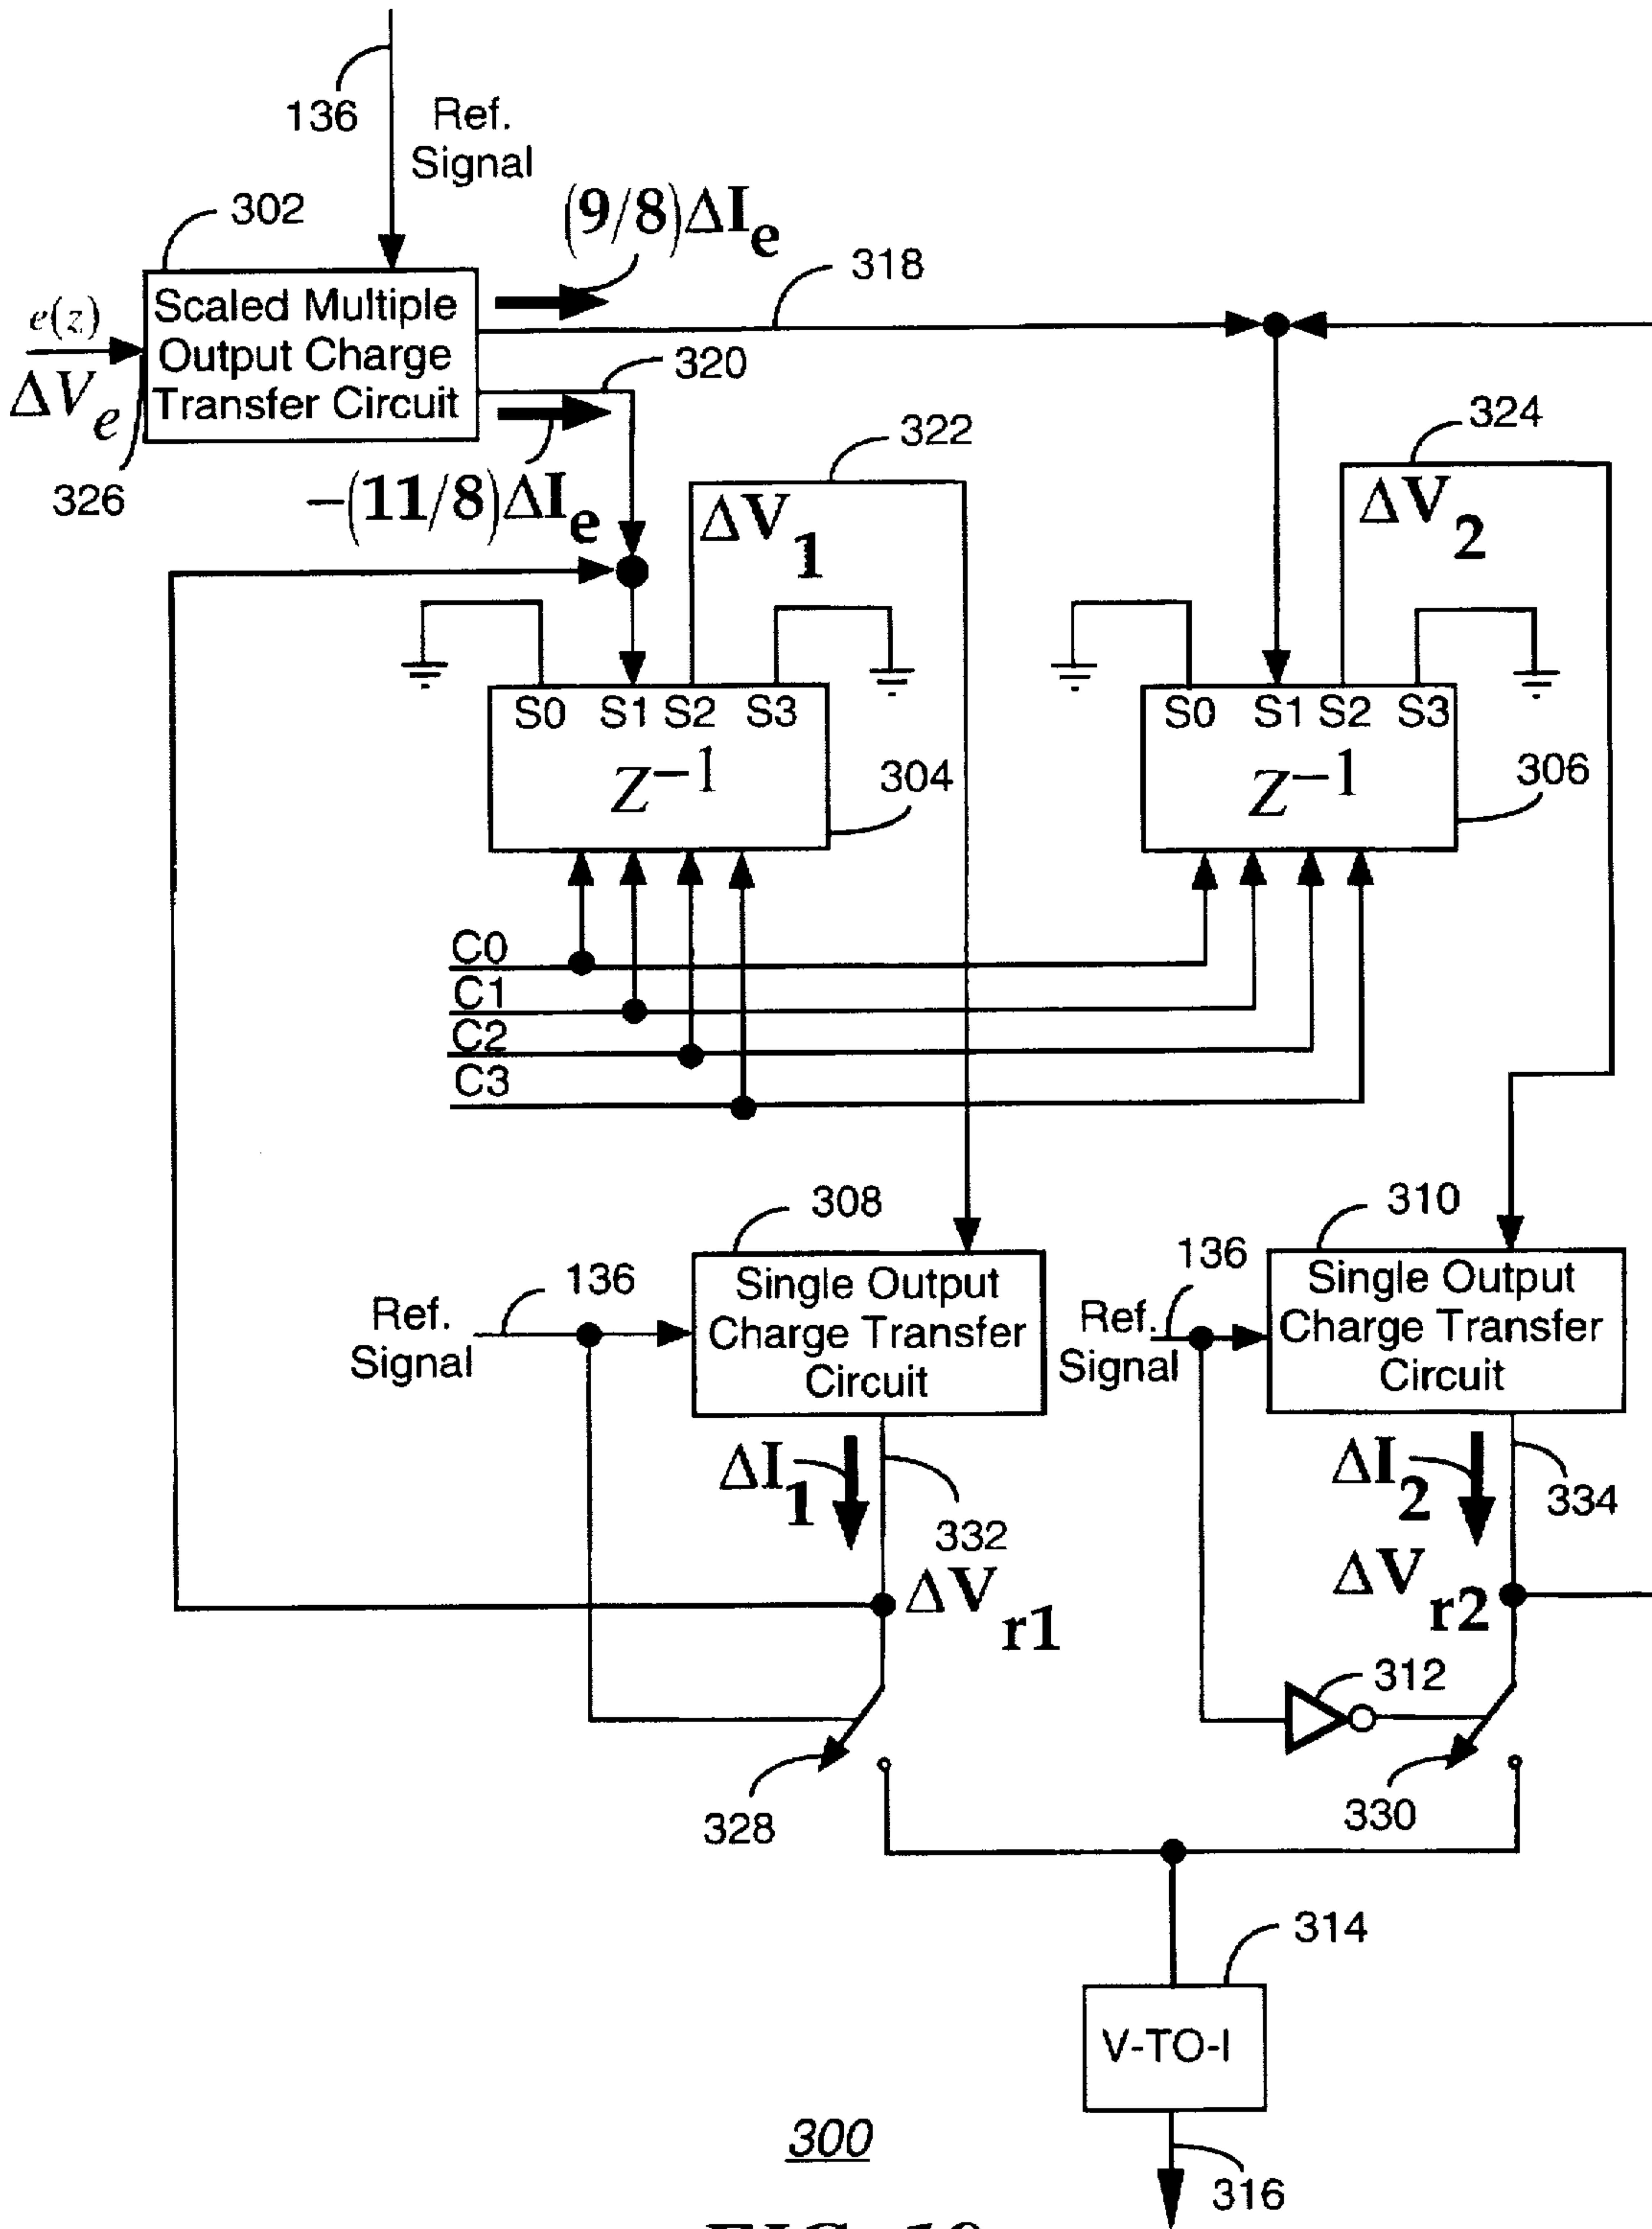 136
Ref.
Signal
302
(9/8)ΔIe
318
e(z)
ΔVe
Scaled Multiple
Output Charge
Transfer Circuit
320
326
−(11/8)ΔIe
322
324
ΔV1
ΔV2
S0 S1 S2 S3
Z−1
304
S0 S1 S2 S3
Z−1
306
C0
C1
C2
C3
308
310
136
Ref.
Signal
Single Output
Charge Transfer
Circuit
136
Ref.
Signal
Single Output
Charge Transfer
Circuit
ΔI1
332
ΔI2
334
ΔVr1
ΔVr2
312
328
330
314
V-TO-I
300
316